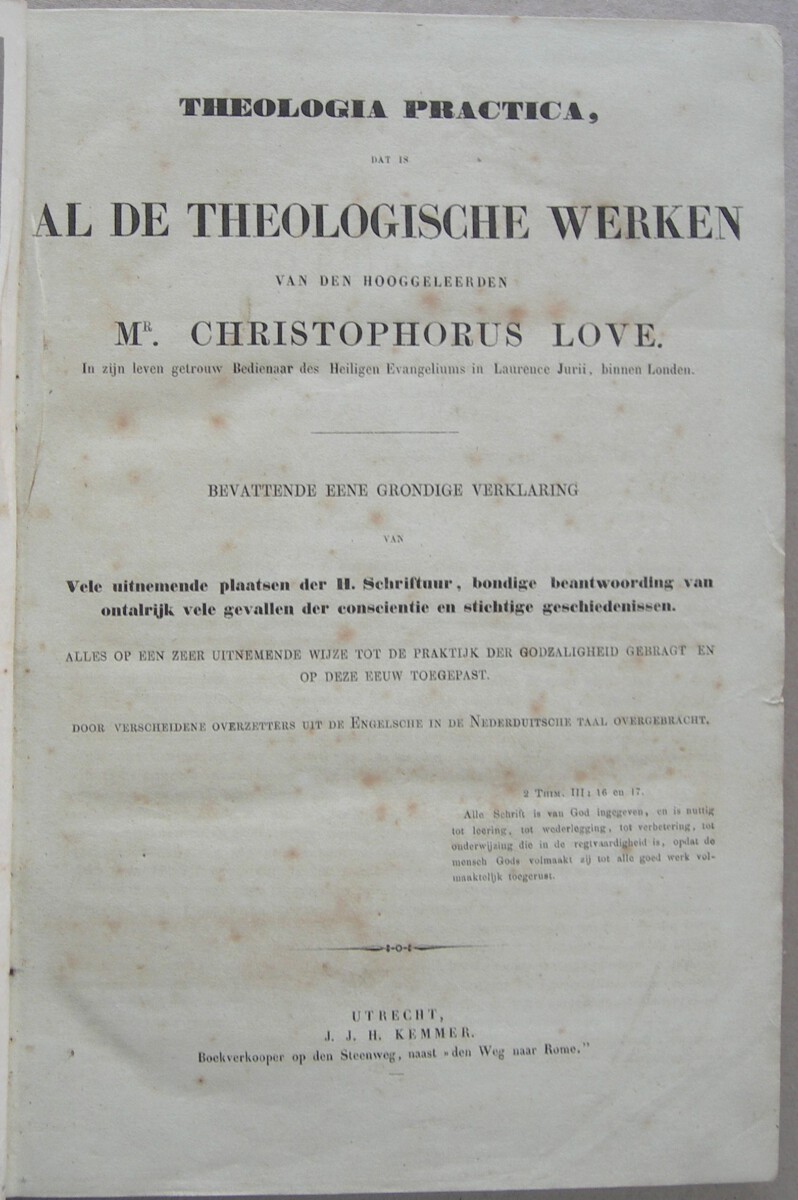 THEOLOGIA PRACTICA,
DAT IS
AL DE THEOLOGISCHE WERKEN
VAN DEN HOOGGELEERDEN
MR. CHRISTOPHORUS LOVE.
In zijn leven getrouw Bedienaar des Heiligen Evangeliums in Laurence Jurii, binnen Londen.
BEVATTENDE EENE GRONDIGE VERKLARING
VAN
Vele uitnemende plaatsen der H. Schriftuur, bondige beantwoording van
ontalrijk vele gevallen der conscientie en stichtige geschiedenissen.
ALLES OP EEN ZEER UITNEMENDE WIJZE TOT DE PRAKTIJK DER GODZALIGHEID GEBRAGT EN
OP DEZE EEUW TOEGEPAST.
DOOR VERSCHEIDENE OVERZETTERS UIT DE ENGELSCHE IN DE NEDERDUITSCHE TAAL OVERGEBRACHT.
2 THIM. III: 16 en 17.
Alle Schrift is van God ingegeven, en is nuttig
tot leering, tot wederlegging, tot verbetering, tot
onderwijzing die in de regtvaardigheid is, opdat de
mensch Gods volmaakt zij tot alle goed werk vol-
maaktelijk toegerust.
UTRECHT,
J. J. H. KEMMER.
Boekverkooper op den Steenweg, naast »den Weg naar Rome."